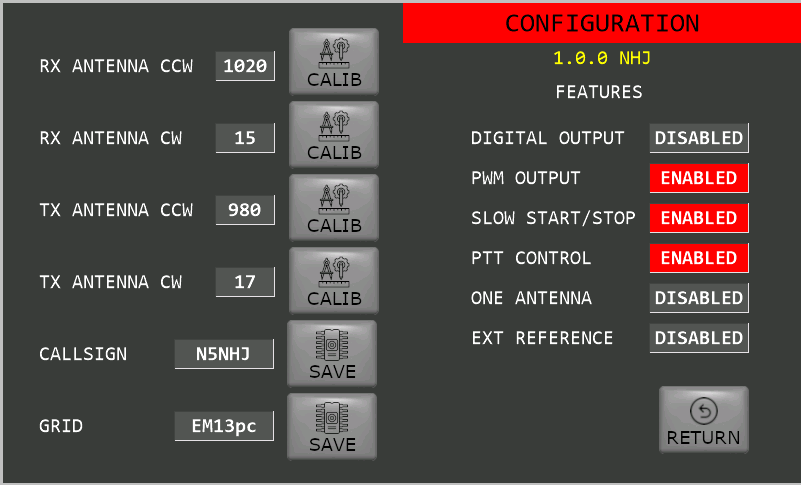 CONFIGURATION
1.0.0 NHJ
FEATURES
RX ANTENNA CCW 1020 CALIB
RX ANTENNA CW 15 CALIB
TX ANTENNA CCW 980 CALIB
TX ANTENNA CW 17 CALIB
CALLSIGN N5NHJ SAVE
GRID EM13pc SAVE
DIGITAL OUTPUT DISABLED
PWM OUTPUT ENABLED
SLOW START/STOP ENABLED
PTT CONTROL ENABLED
ONE ANTENNA DISABLED
EXT REFERENCE DISABLED
RETURN